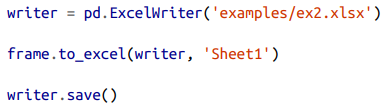 writer = pd.ExcelWriter('examples/ex2.xlsx')
frame.to_excel(writer, 'Sheet1')
writer.save()